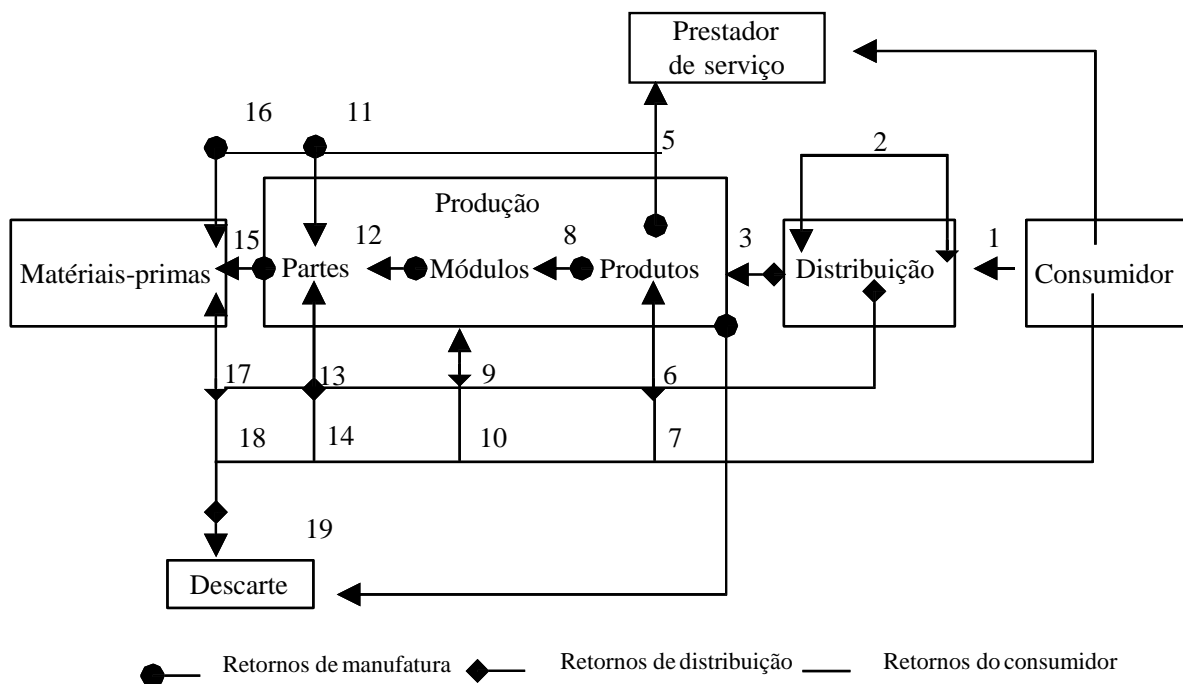 Prestador
de serviço
16
11
5
2
Produção
15
12
8
3
1
Matériais-primas
Partes
Módulos
Produtos
Distribuição
Consumidor
17
13
9
6
18
14
10
7
19
Descarte
Retornos de manufatura
Retornos de distribuição
Retornos do consumidor